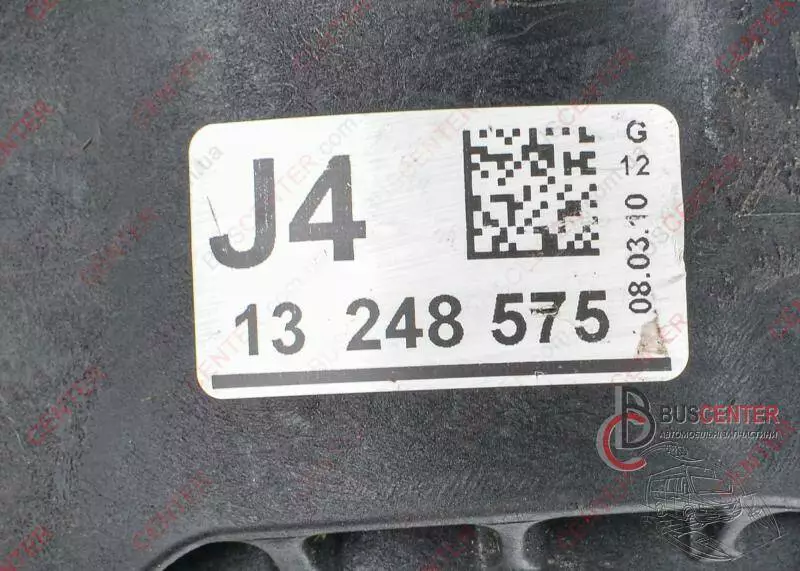 J4
G
12
08.03.10
13 248 575
BUSCENTER
АВТОМОБІЛЬНІ ЗАПЧАСТИНИ